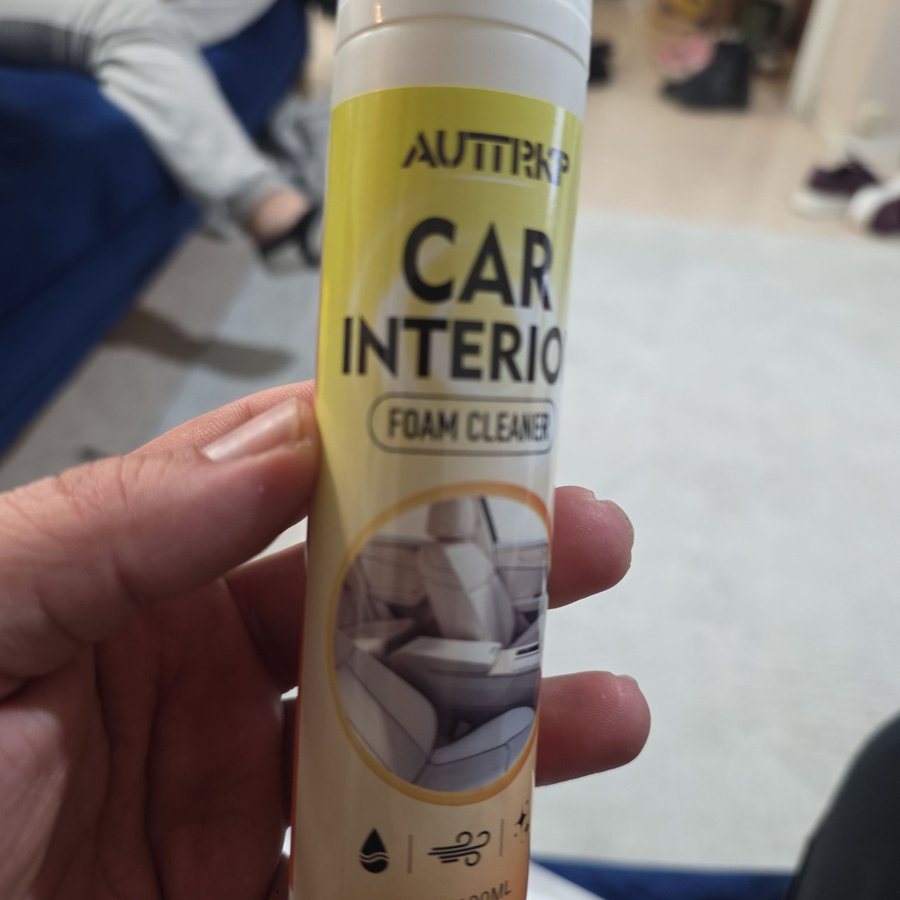 AUTTRKP
CAR
INTERIO
FOAM CLEANER